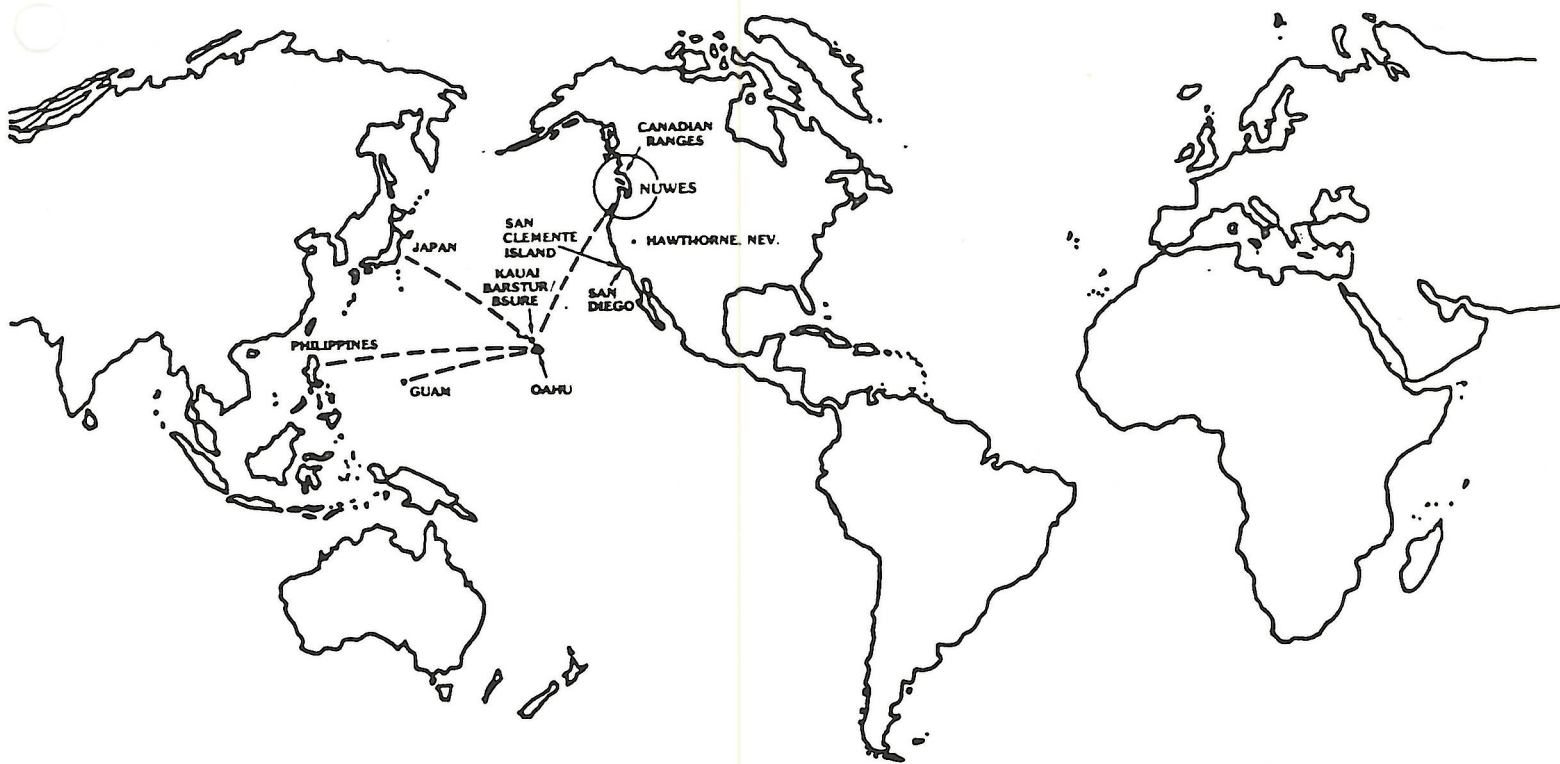 CANADIAN
RANGES
NUWES
SAN
CLEMENTE
ISLAND
HAWTHORNE, NEV.
JAPAN
KAUAI
BARSTUR/
BSURE
SAN
DIEGO
PHILIPPINES
GUAM
OAHU